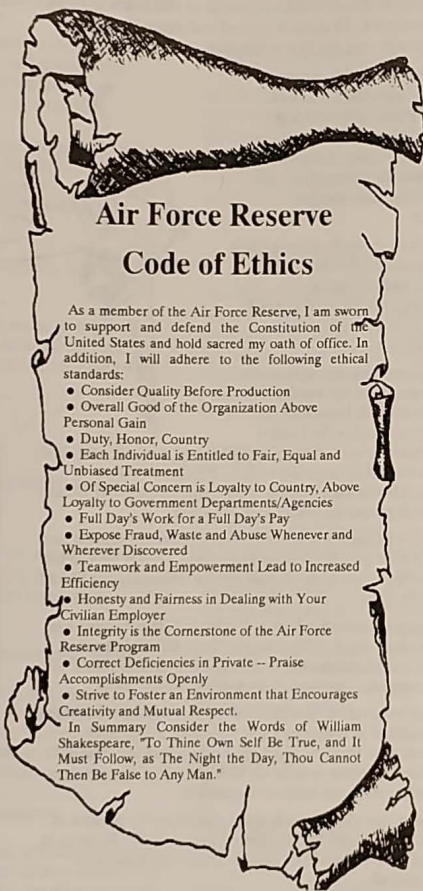 Air Force Reserve
Code of Ethics
As a member of the Air Force Reserve, I am sworn
to support and defend the Constitution of the
United States and hold sacred my oath of office. In
addition, I will adhere to the following ethical
standards:
• Consider Quality Before Production
• Overall Good of the Organization Above
Personal Gain
• Duty, Honor, Country
• Each Individual is Entitled to Fair, Equal and
Unbiased Treatment
• Of Special Concern is Loyalty to Country, Above
Loyalty to Government Departments/Agencies
• Full Day's Work for a Full Day's Pay
• Expose Fraud, Waste and Abuse Whenever and
Wherever Discovered
• Teamwork and Empowerment Lead to Increased
Efficiency
• Honesty and Fairness in Dealing with Your
Civilian Employer
• Integrity is the Cornerstone of the Air Force
Reserve Program
• Correct Deficiencies in Private -- Praise
Accomplishments Openly
• Strive to Foster an Environment that Encourages
Creativity and Mutual Respect.
In Summary Consider the Words of William
Shakespeare, "To Thine Own Self Be True, and It
Must Follow, as The Night the Day, Thou Cannot
Then Be False to Any Man."